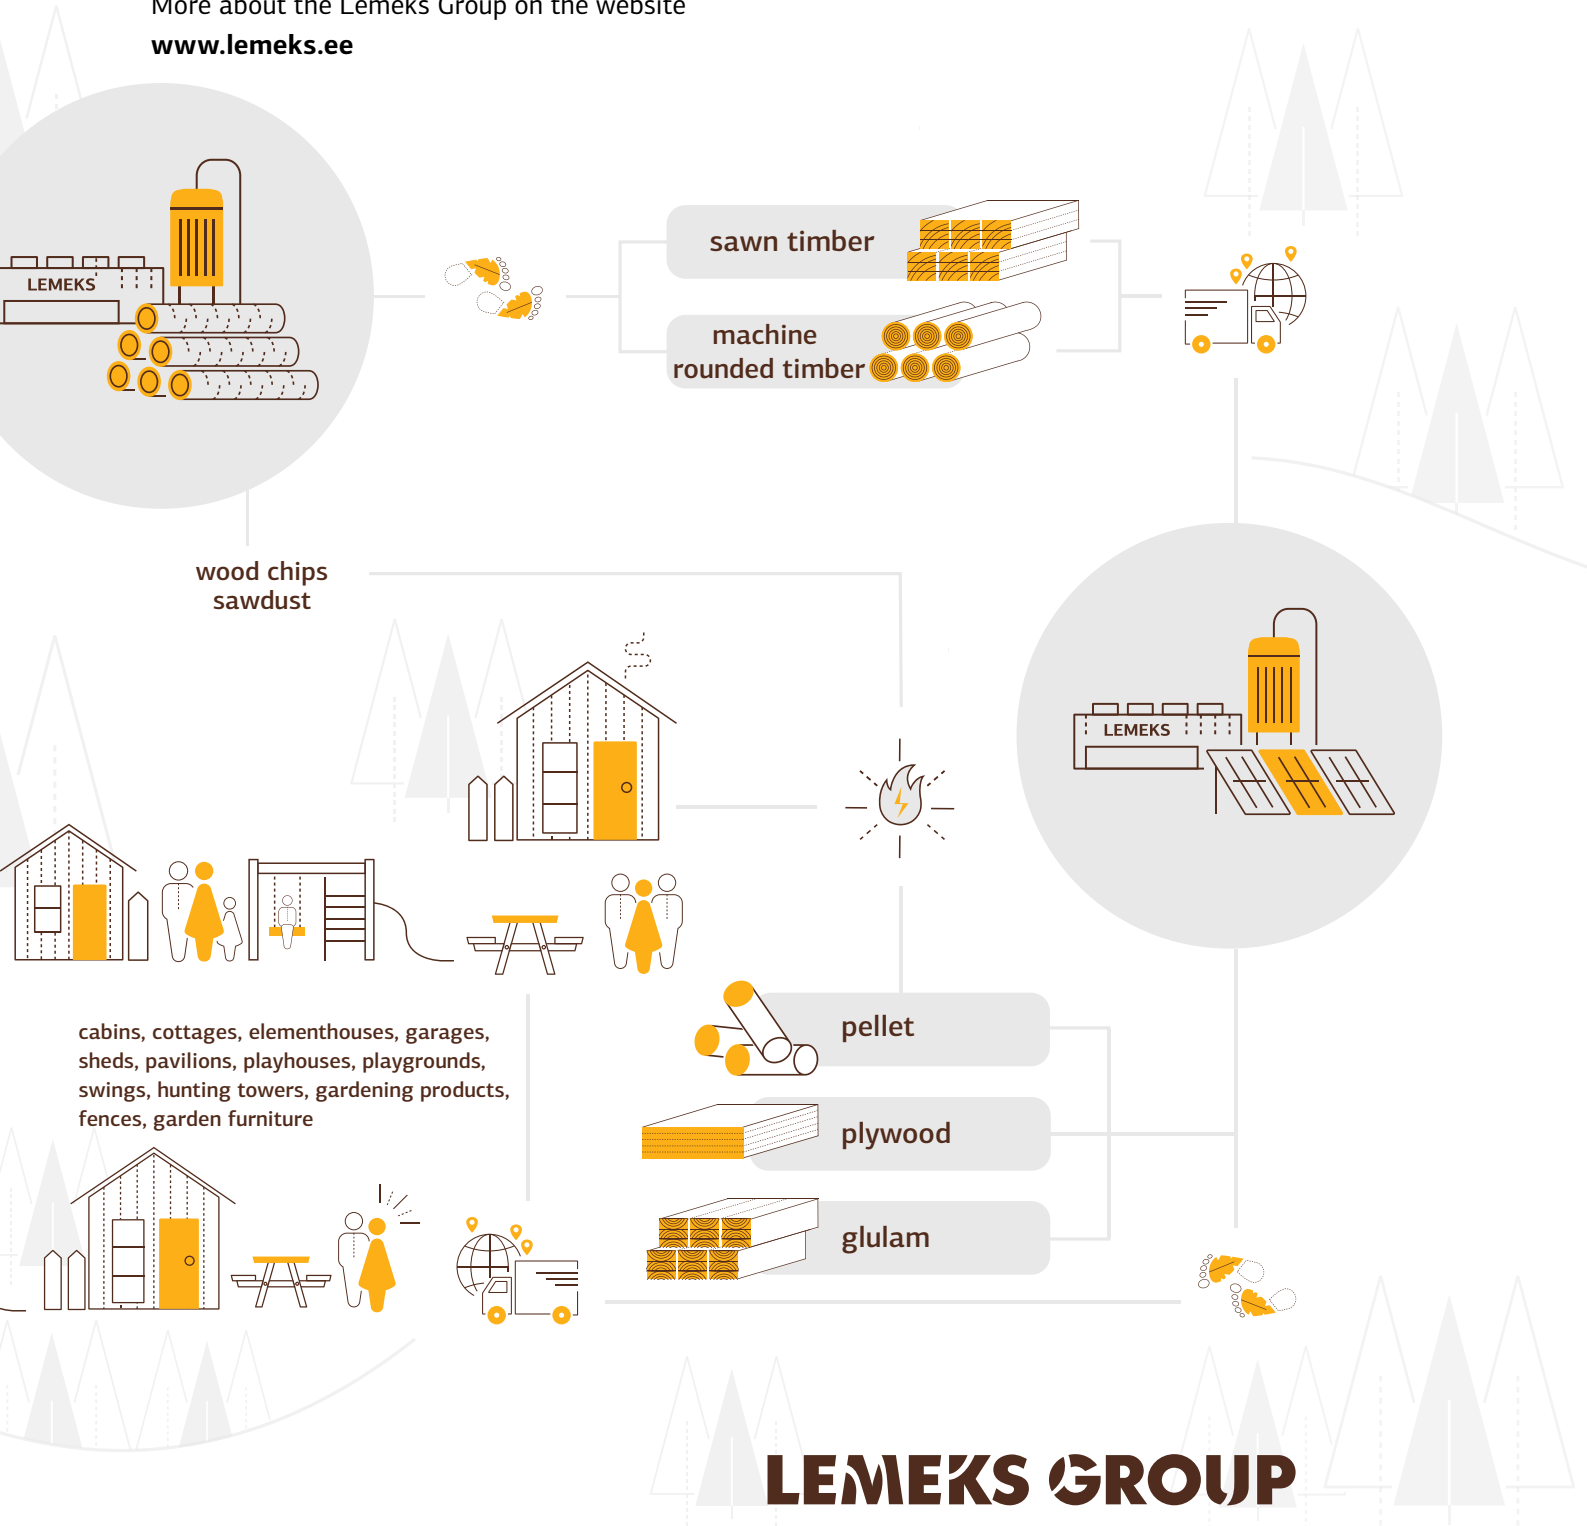 More about the Lemeks Group on the website
www.lemeks.ee
LEMEKS
sawn timber
machine
rounded timber
wood chips
sawdust
LEMEKS
cabins, cottages, elementhouses, garages,
sheds, pavilions, playhouses, playgrounds,
swings, hunting towers, gardening products,
fences, garden furniture
pellet
plywood
glulam
LEMEKS GROUP